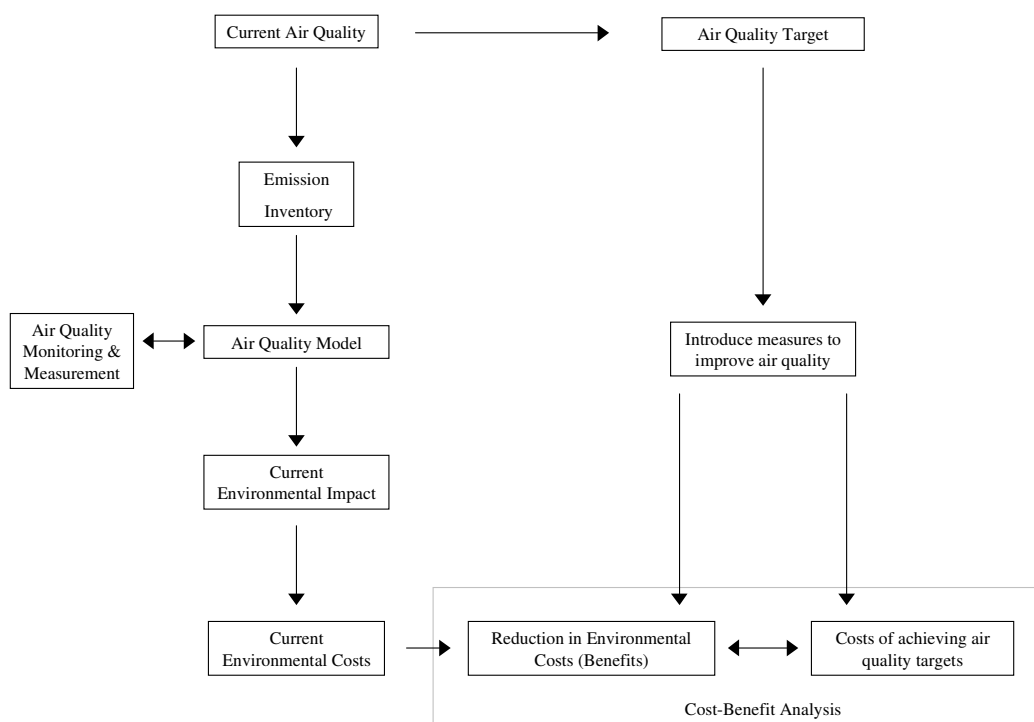 Current Air Quality
Air Quality Target
Emission
Inventory
Air Quality
Monitoring &
Measurement
Air Quality Model
Introduce measures to
improve air quality
Current
Environmental Impact
Current
Environmental Costs
Reduction in Environmental
Costs (Benefits)
Costs of achieving air
quality targets
Cost-Benefit Analysis